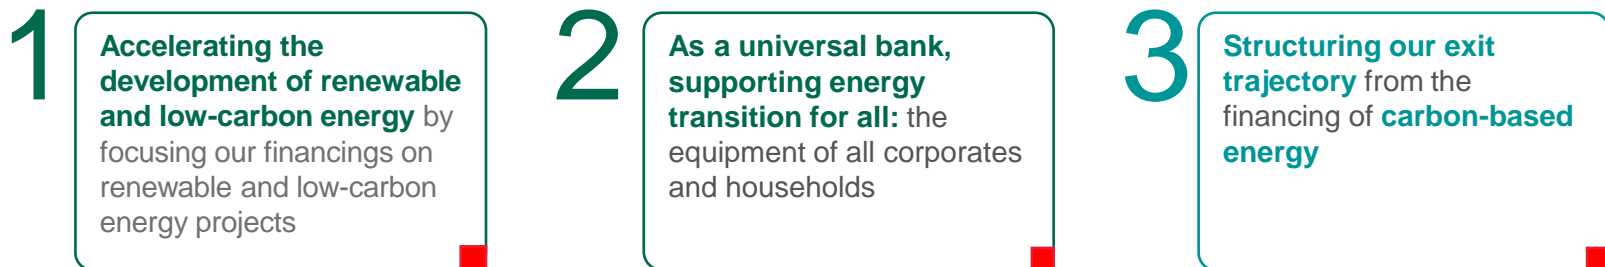 1
Accelerating the
development of renewable
and low-carbon energy by
focusing our financings on
renewable and low-carbon
energy projects
2
As a universal bank,
supporting energy
transition for all: the
equipment of all corporates
and households
3
Structuring our exit
trajectory from the
financing of carbon-based
energy